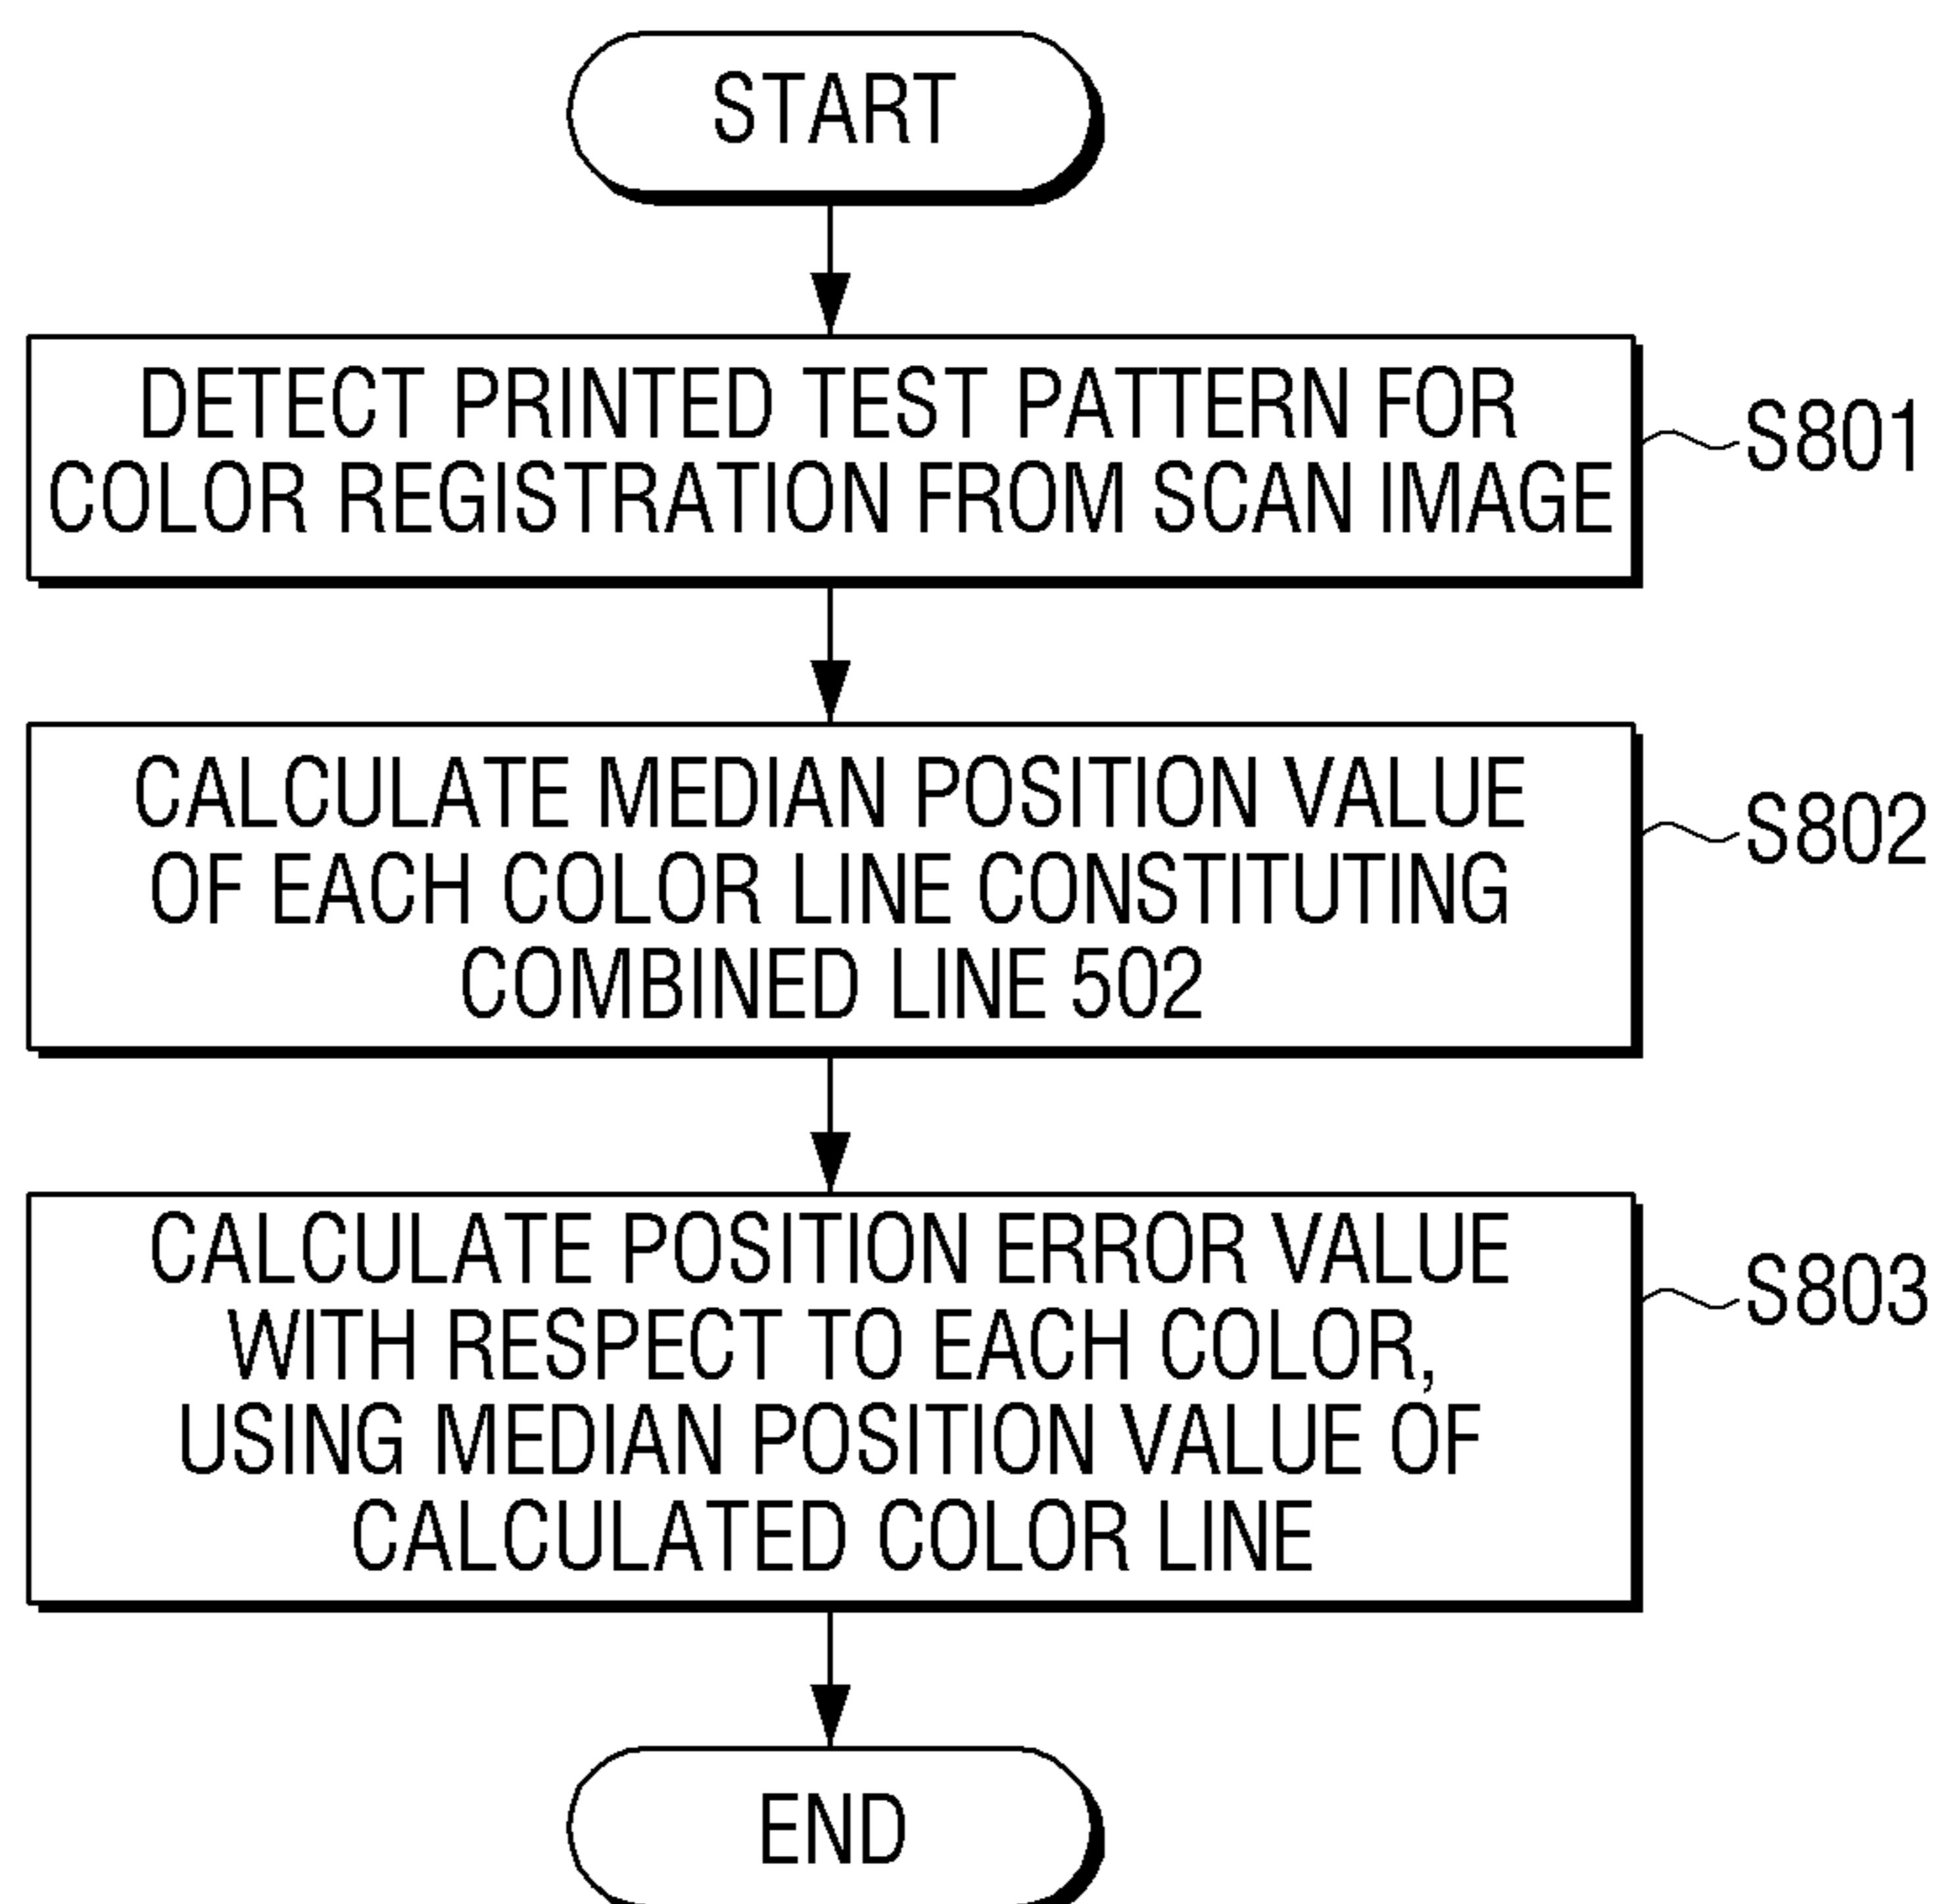 START
DETECT PRINTED TEST PATTERN FOR
COLOR REGISTRATION FROM SCAN IMAGE
S801
CALCULATE MEDIAN POSITION VALUE
OF EACH COLOR LINE CONSTITUTING
COMBINED LINE 502
S802
CALCULATE POSITION ERROR VALUE
WITH RESPECT TO EACH COLOR,
USING MEDIAN POSITION VALUE OF
CALCULATED COLOR LINE
S803
END